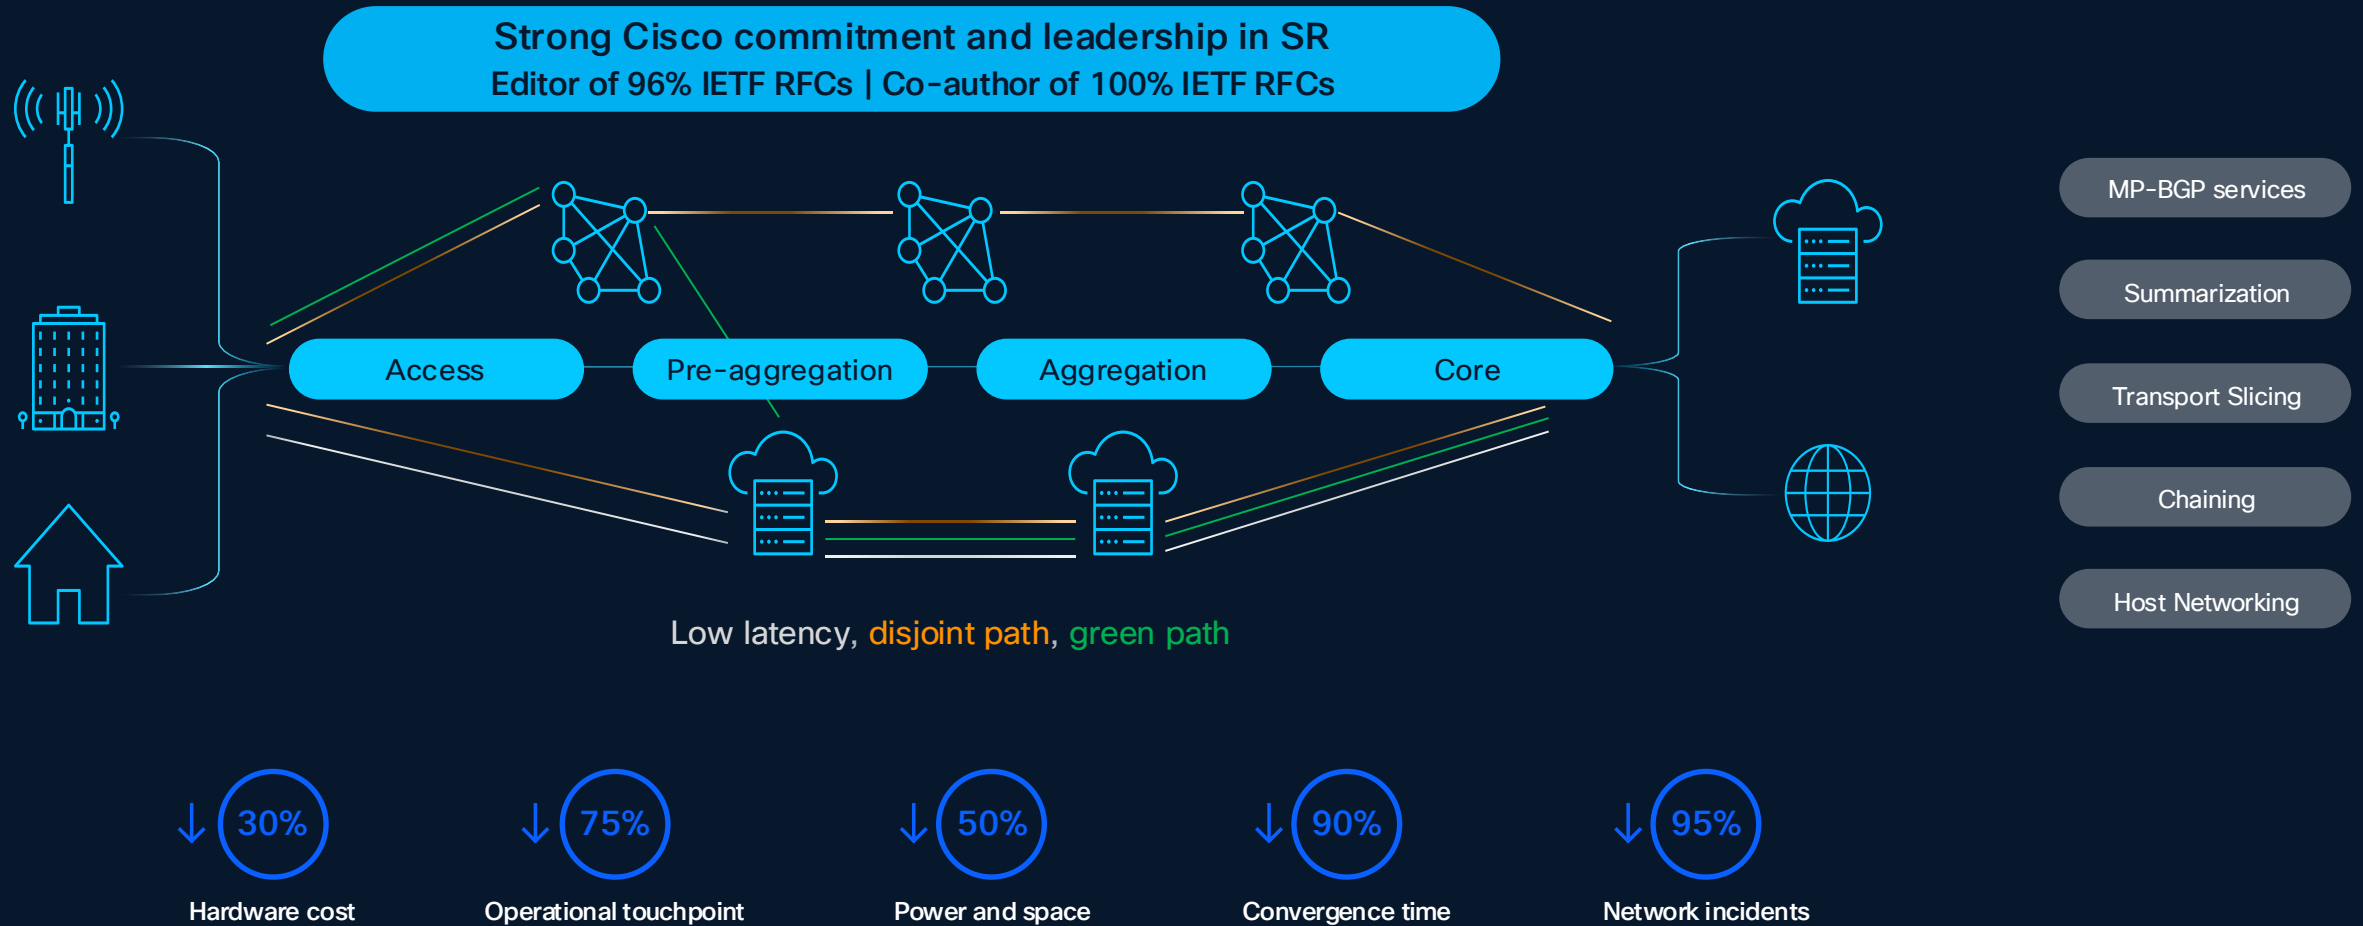 Strong Cisco commitment and leadership in SR
Editor of 96% IETF RFCs | Co-author of 100% IETF RFCs
MP-BGP services
Summarization
Transport Slicing
Chaining
Host Networking
Access
Pre-aggregation
Aggregation
Core
Low latency, disjoint path, green path
30%
Hardware cost
75%
Operational touchpoint
50%
Power and space
90%
Convergence time
95%
Network incidents